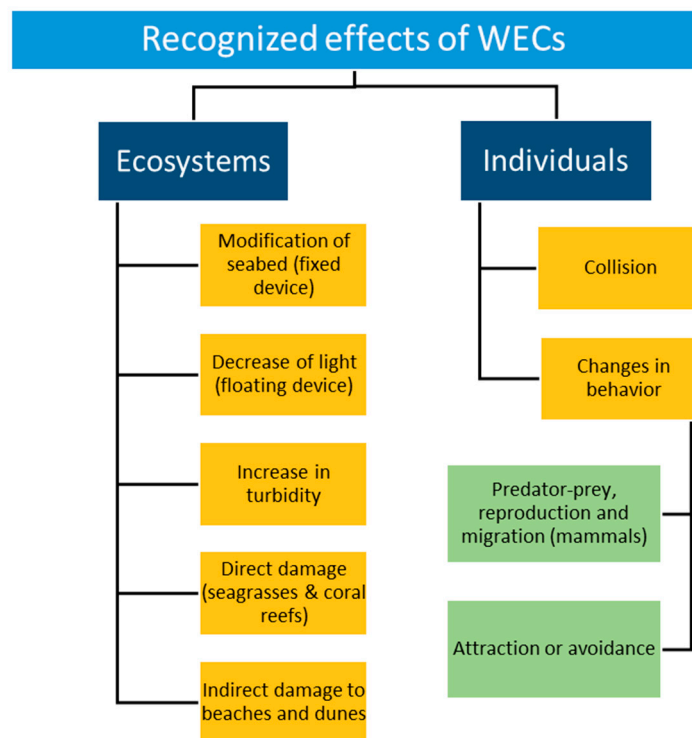 Recognized effects of WECs
Ecosystems
Modification of
seabed (fixed
device)
Decrease of light
(floating device)
Increase in
turbidity
Direct damage
(seagrasses & coral
reefs)
Indirect damage to
beaches and dunes
Individuals
Collision
Changes in
behavior
Predator-prey,
reproduction and
migration (mammals)
Attraction or avoidance